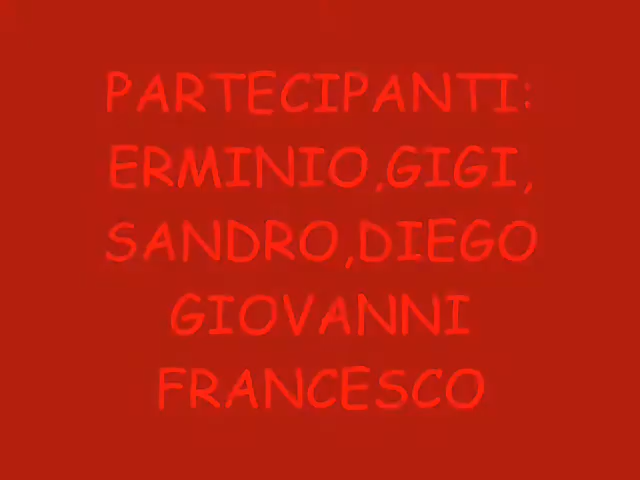 PARTECIPANTI:
ERMINIO,GIGI,
SANDRO,DIEGO
GIOVANNI
FRANCESCO